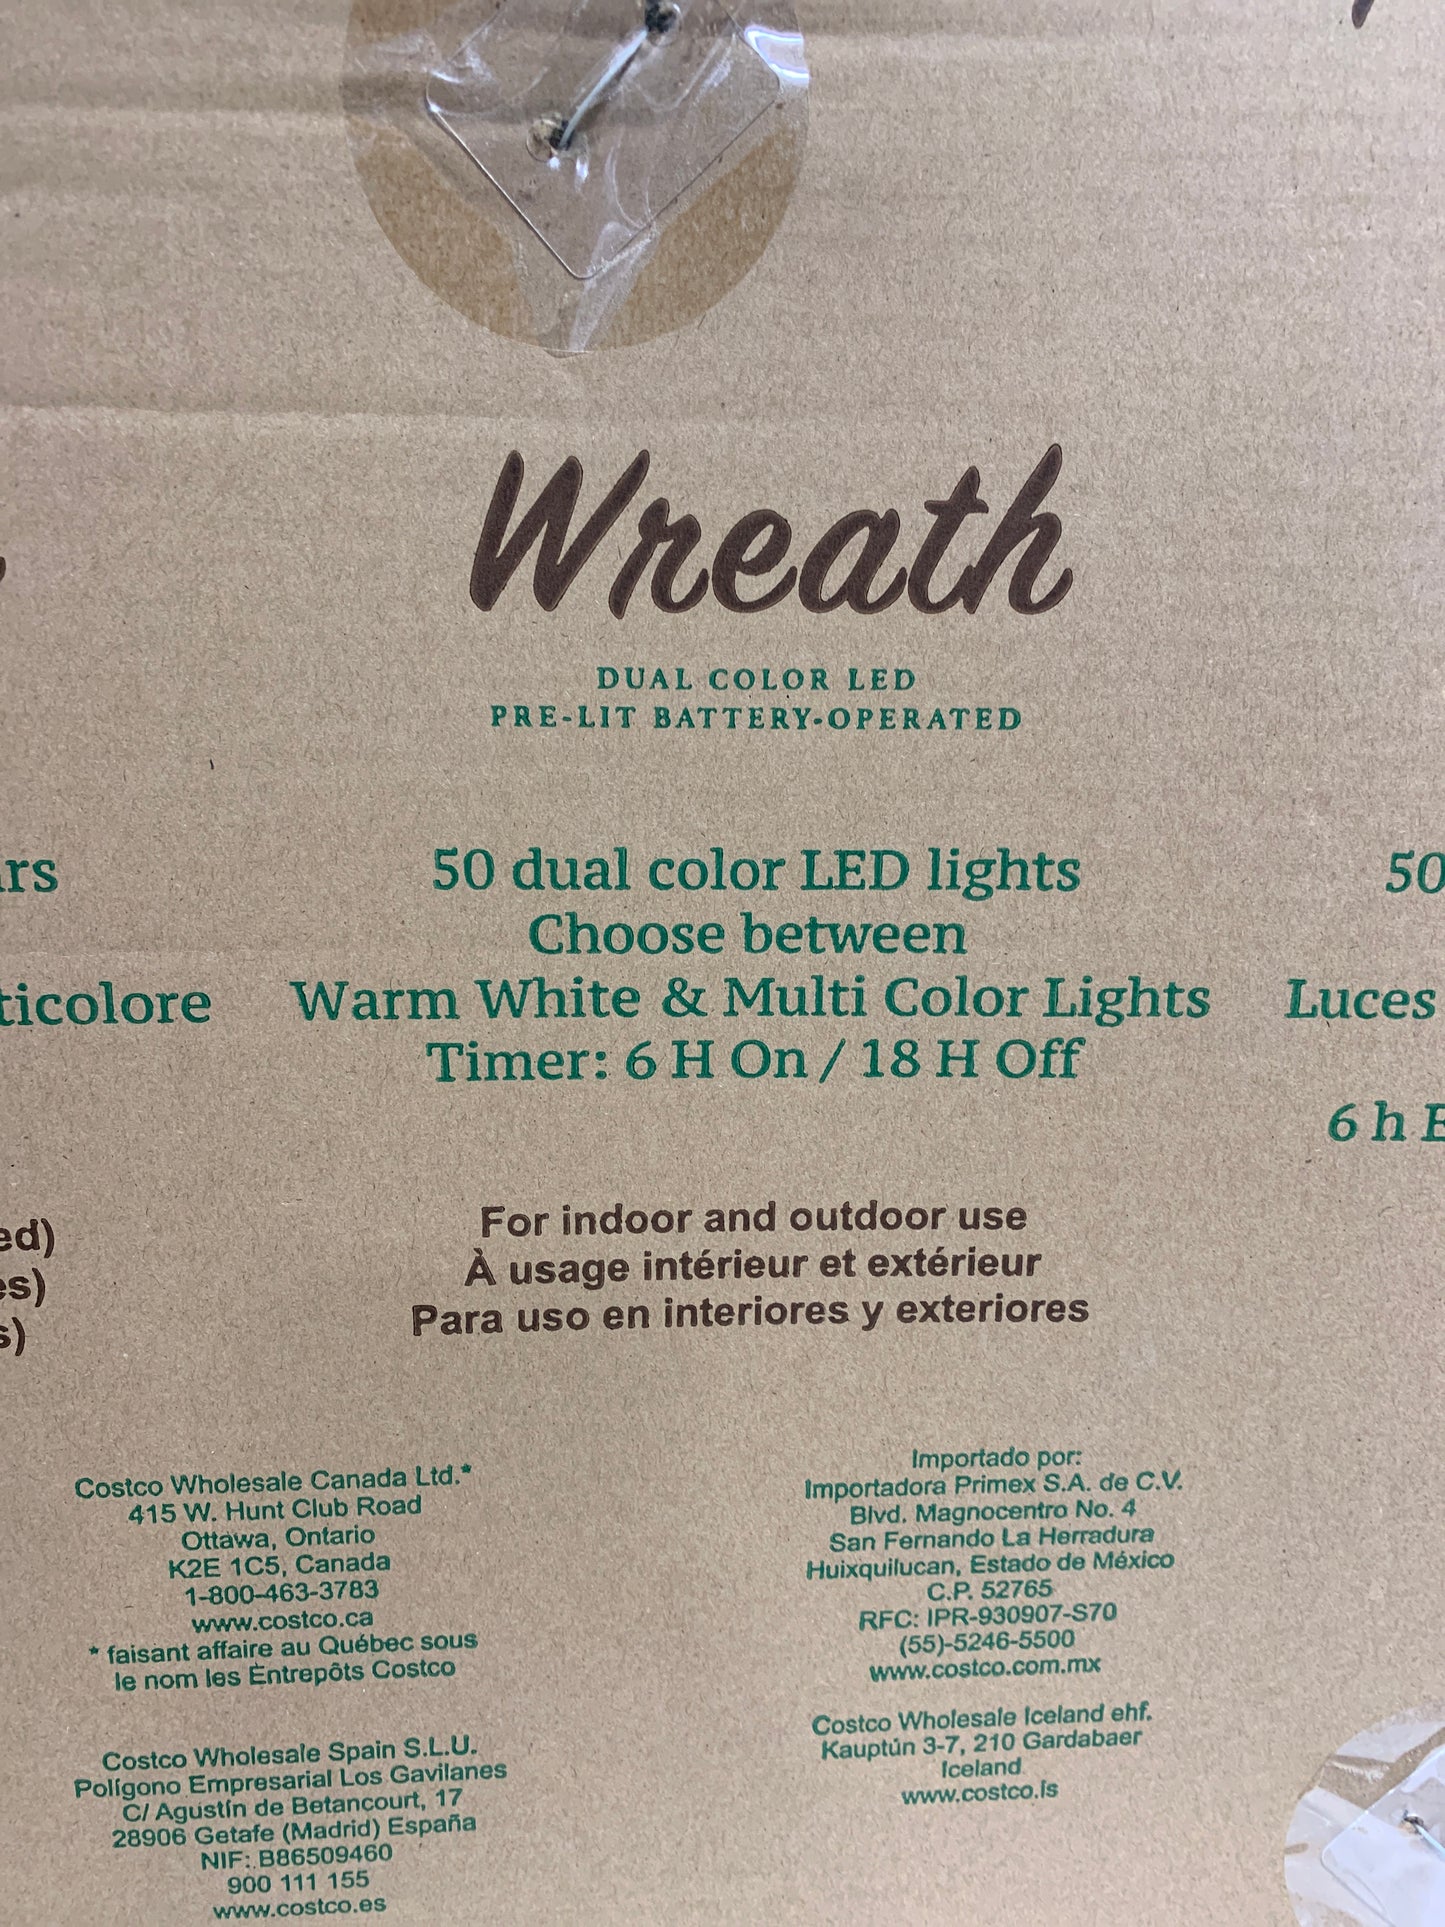 Wreath
DUAL COLOR LED
PRE-LIT BATTERY-OPERATED
50 dual color LED lights
Choose between
Warm White & Multi Color Lights
Timer: 6 H On / 18 H Off
rs
ticolore
50
Luces
6 h E
ed)
es)
s)
For indoor and outdoor use
À usage intérieur et extérieur
Para uso en interiores y exteriores
Costco Wholesale Canada Ltd.*
415 W. Hunt Club Road
Ottawa, Ontario
K2E 1C5, Canada
1-800-463-3783
www.costco.ca
* faisant affaire au Québec sous
le nom les Entrepôts Costco
Costco Wholesale Spain S.L.U.
Polígono Empresarial Los Gavilanes
C/ Agustín de Betancourt, 17
28906 Getafe (Madrid) España
NIF: B86509460
900 111 155
www.costco.es
Importado por:
Importadora Primex S.A. de C.V.
Blvd. Magnocentro No. 4
San Fernando La Herradura
Huixquilucan, Estado de México
C.P. 52765
RFC: IPR-930907-S70
(55)-5246-5500
www.costco.com.mx
Costco Wholesale Iceland ehf.
Kauptún 3-7, 210 Gardabaer
Iceland
www.costco.is